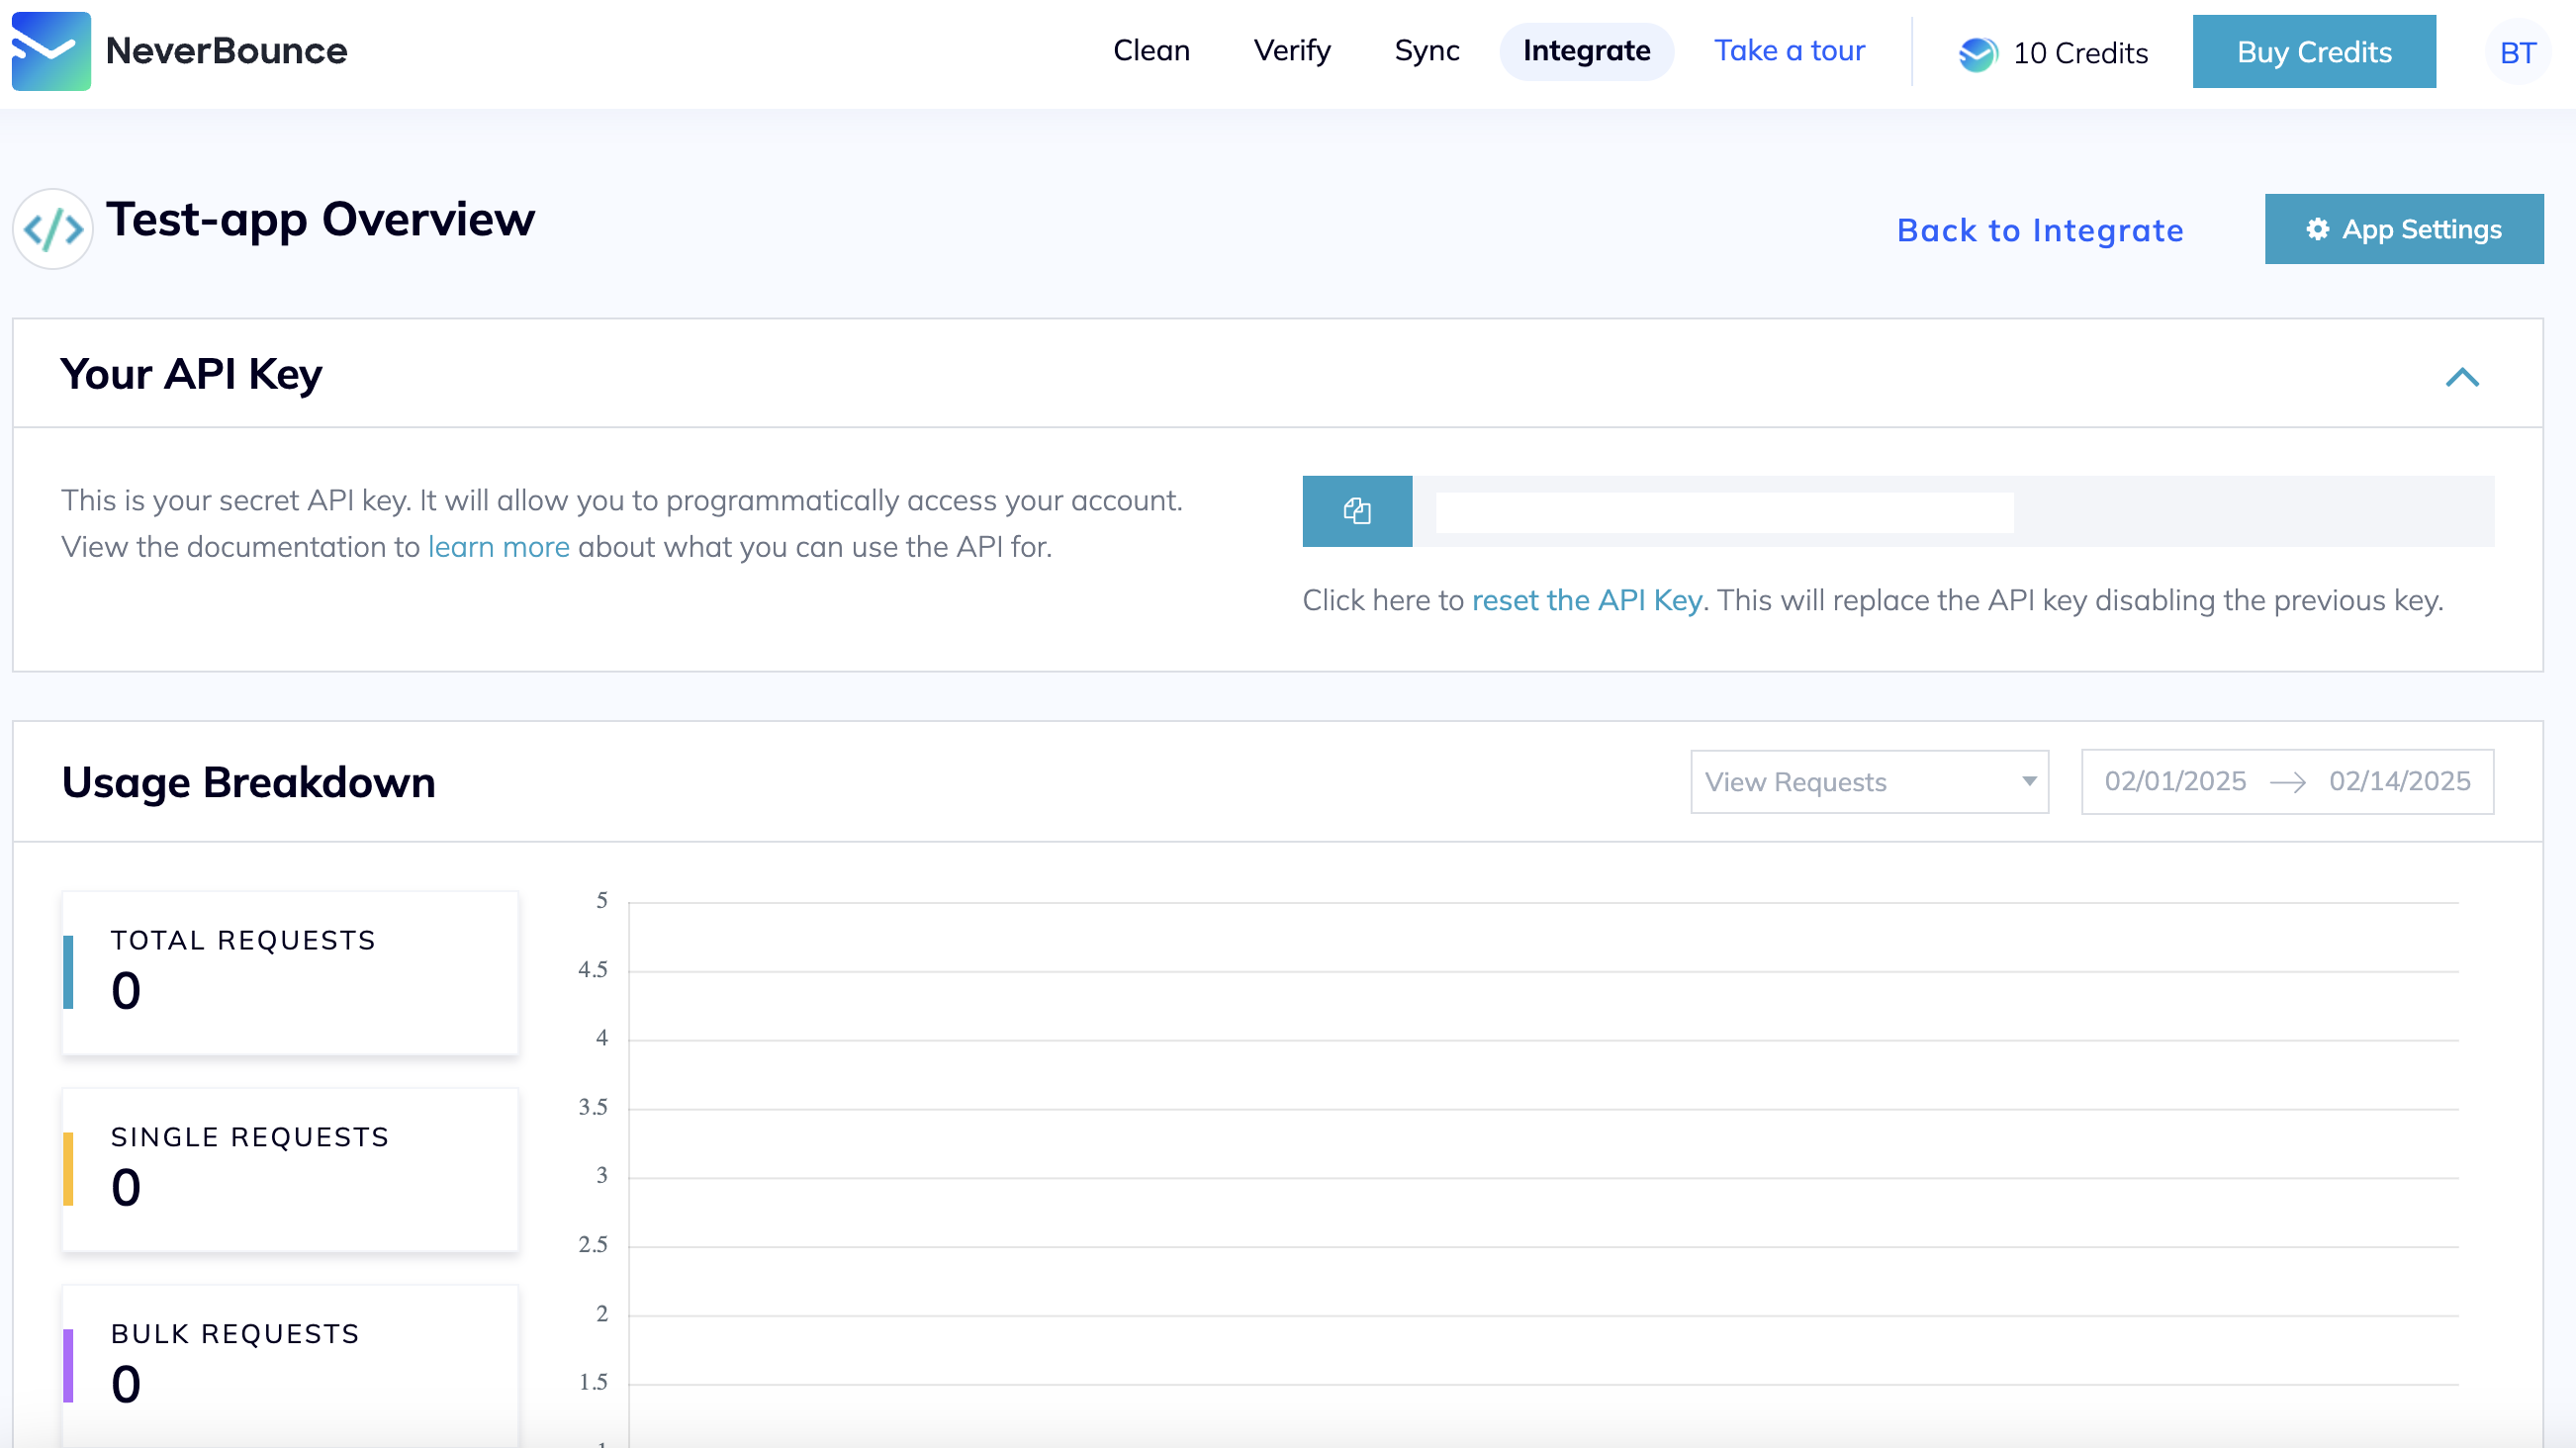 NeverBounce
Clean Verify Sync Integrate Take a tour 10 Credits Buy Credits BT
Test-app Overview
Back to Integrate App Settings
Your API Key
This is your secret API key. It will allow you to programmatically access your account.
View the documentation to learn more about what you can use the API for.
Click here to reset the API Key. This will replace the API key disabling the previous key.
Usage Breakdown
View Requests
02/01/2025 → 02/14/2025
TOTAL REQUESTS
0
SINGLE REQUESTS
0
BULK REQUESTS
0
5
4.5
4
3.5
3
2.5
2
1.5